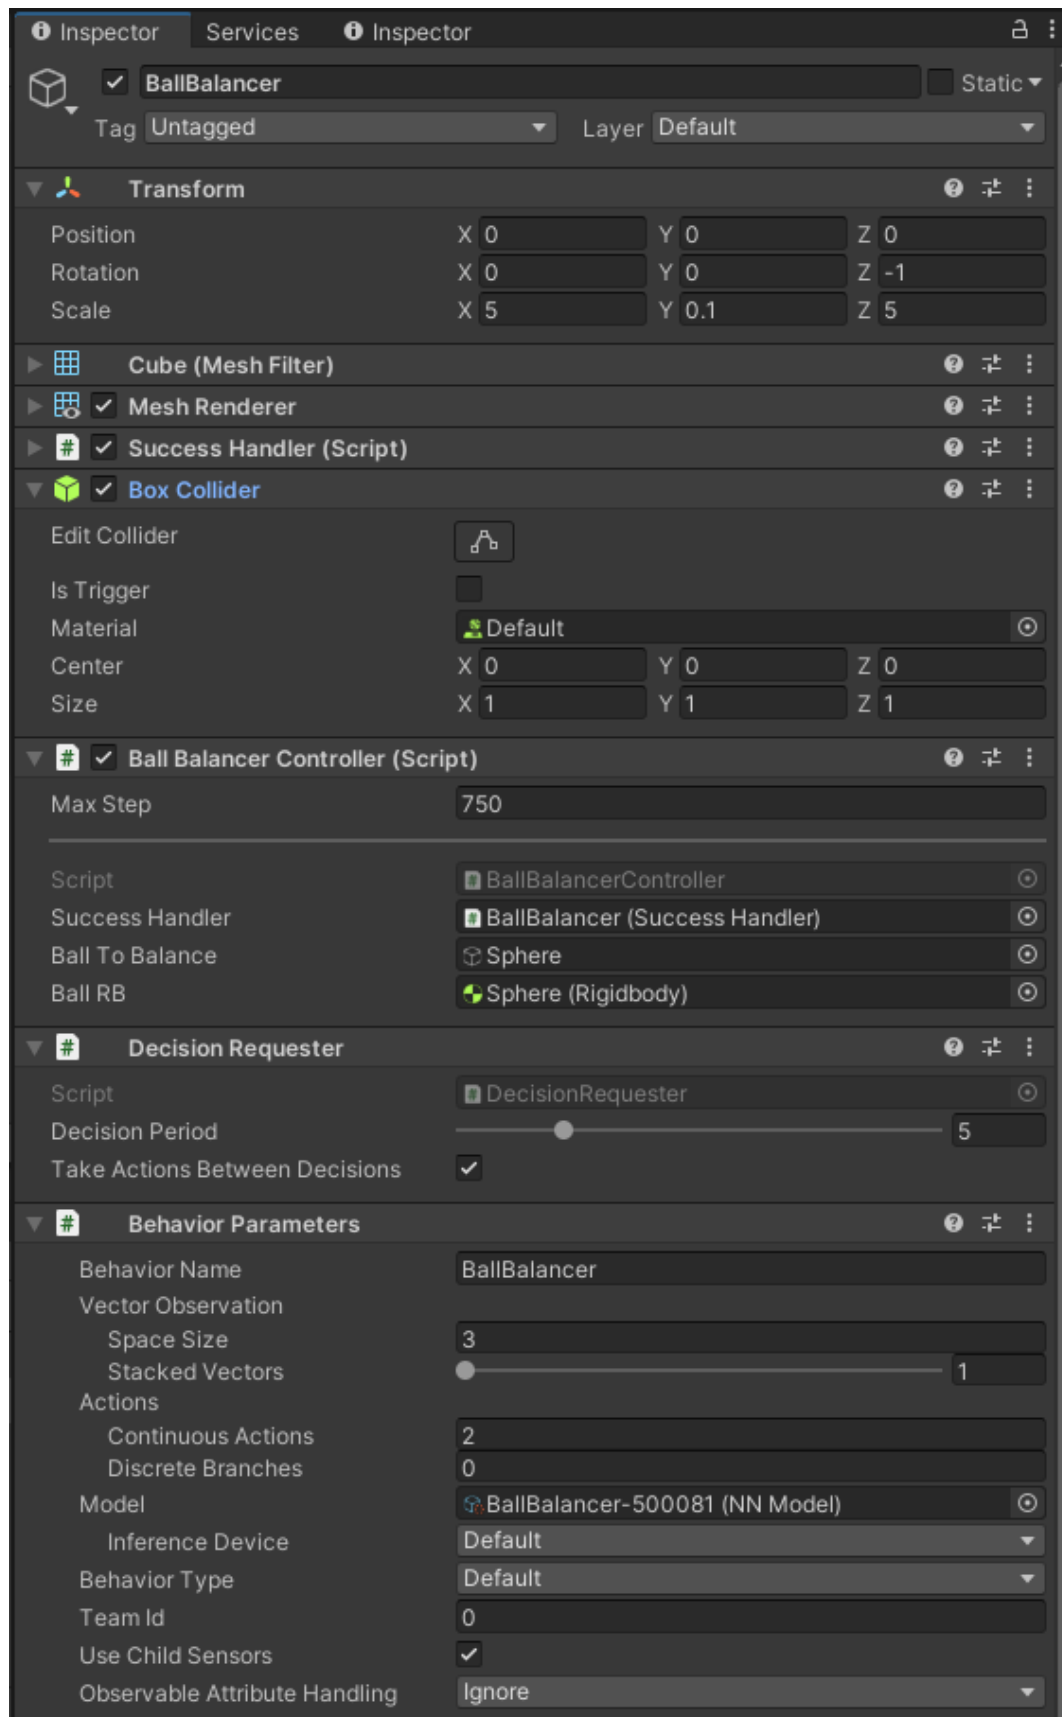 Inspector Services Inspector
BallBalancer Static
Tag Untagged Layer Default
Transform
Position X 0 Y 0 Z 0
Rotation X 0 Y 0 Z -1
Scale X 5 Y 0.1 Z 5
Cube (Mesh Filter)
Mesh Renderer
# Success Handler (Script)
Box Collider
Edit Collider
Is Trigger
Material Default
Center X 0 Y 0 Z 0
Size X 1 Y 1 Z 1
# Ball Balancer Controller (Script)
Max Step 750
Script # BallBalancerController
Success Handler # BallBalancer (Success Handler)
Ball To Balance Sphere
Ball RB Sphere (Rigidbody)
# Decision Requester
Script # DecisionRequester
Decision Period 5
Take Actions Between Decisions
# Behavior Parameters
Behavior Name BallBalancer
Vector Observation
Space Size 3
Stacked Vectors 1
Actions
Continuous Actions 2
Discrete Branches 0
Model BallBalancer-500081 (NN Model)
Inference Device Default
Behavior Type Default
Team Id 0
Use Child Sensors
Observable Attribute Handling Ignore